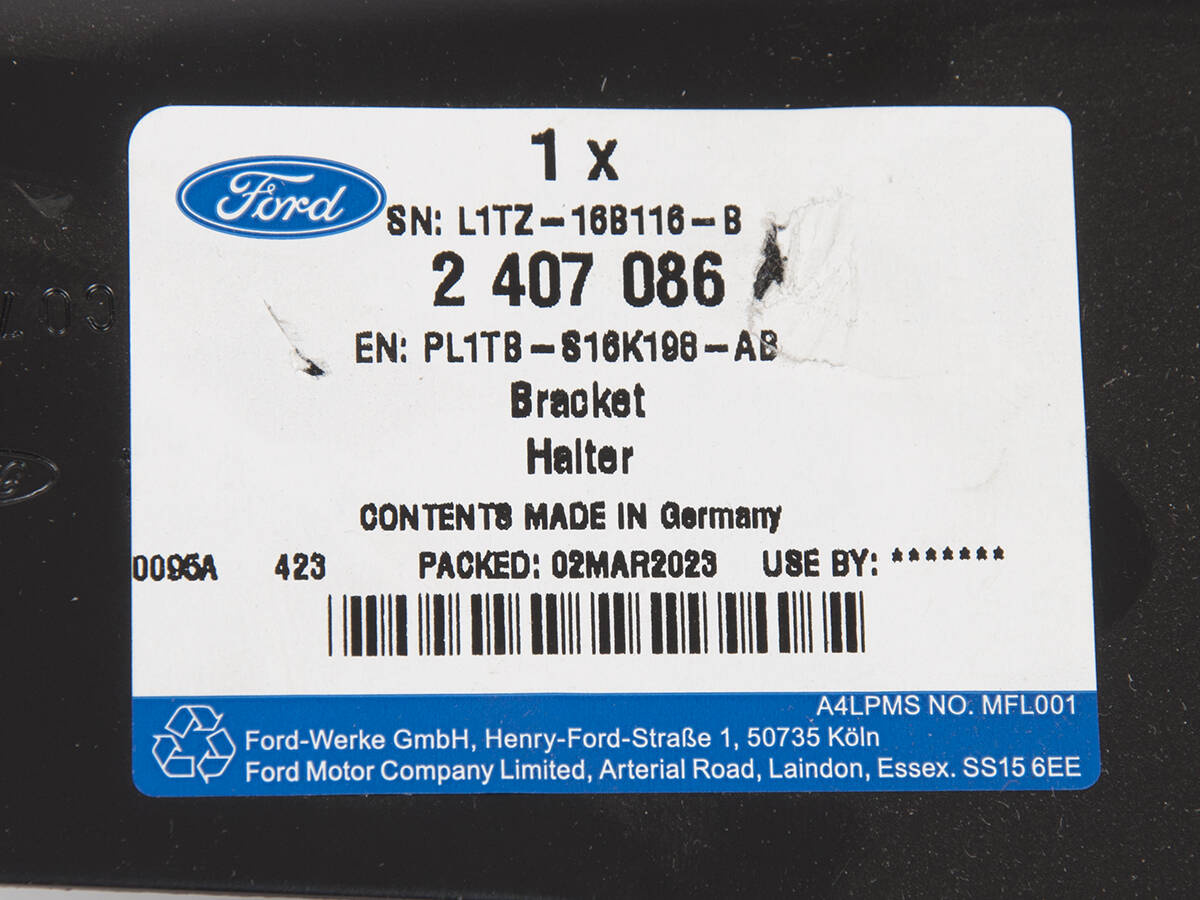 1 x
Ford
SN: L1TZ-16B116-B
2 407 086
EN: PL1TB-S16K198-AB
Bracket
Halter
CONTENTS MADE IN Germany
0095A 423 PACKED: 02MAR2023 USE BY: *******
A4LPMS NO. MFL001
Ford-Werke GmbH, Henry-Ford-Straße 1, 50735 Köln
Ford Motor Company Limited, Arterial Road, Laindon, Essex. SS15 6EE